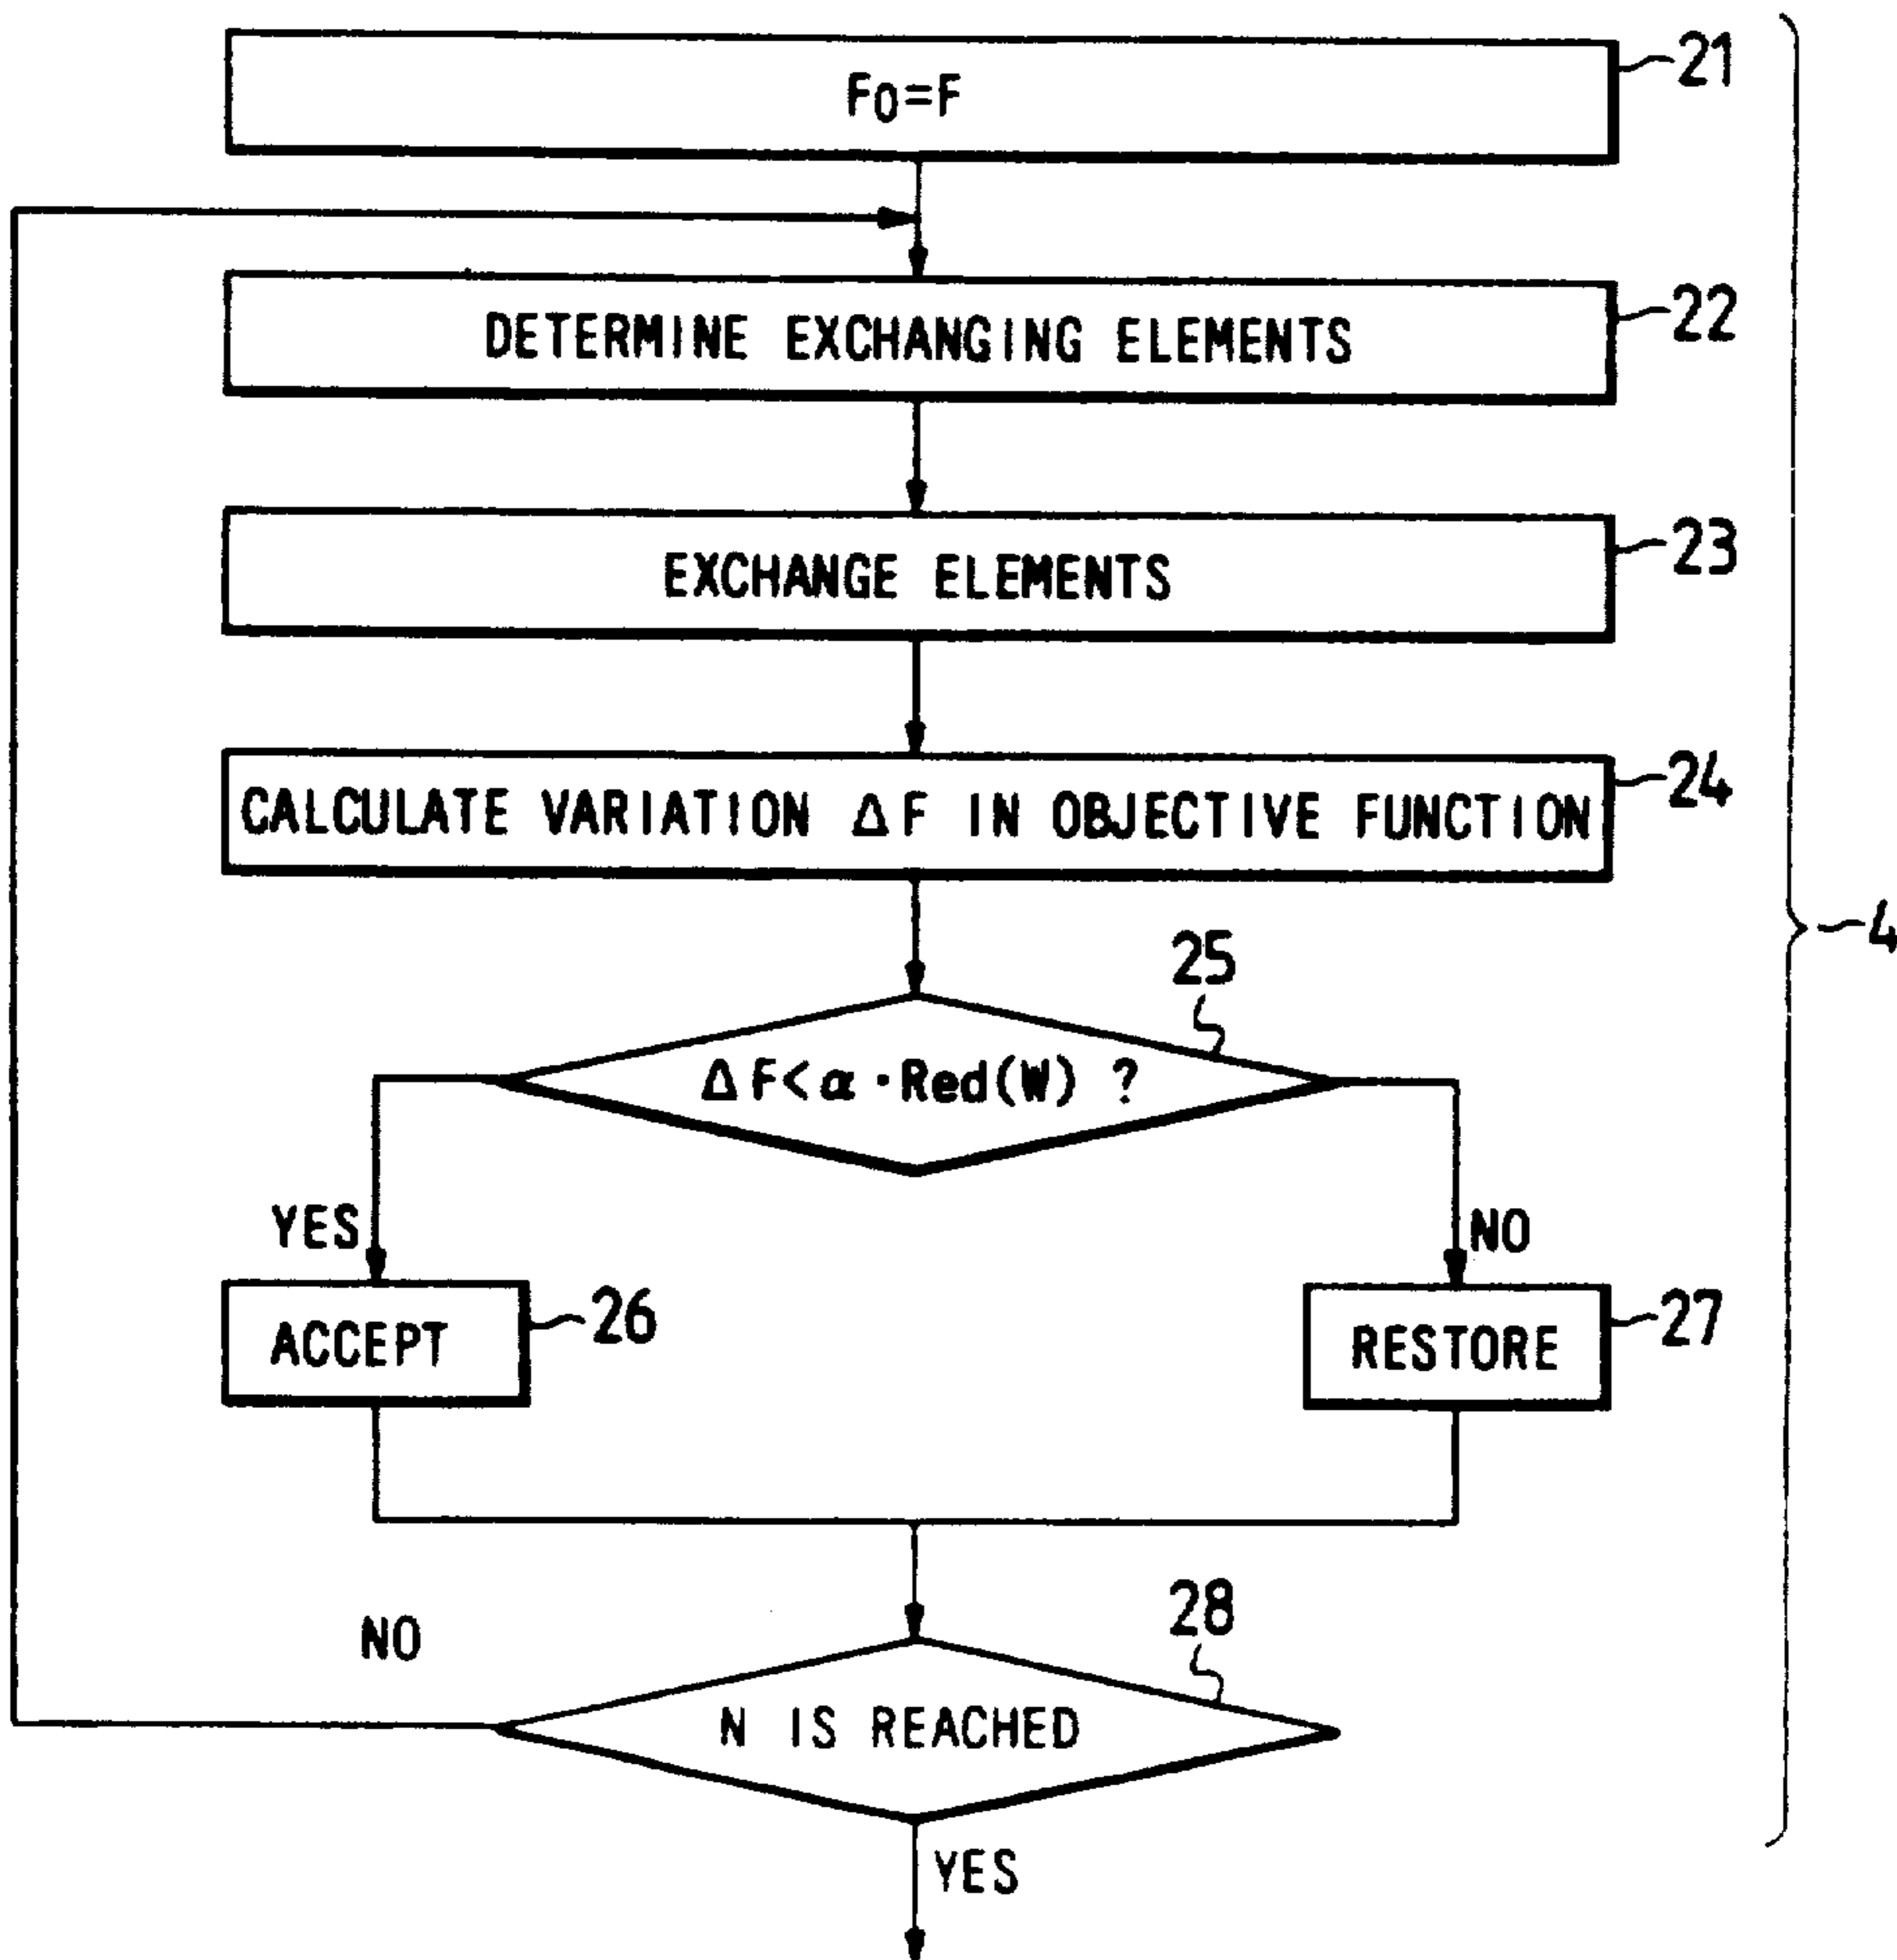 F0=F
21
DETERMINE EXCHANGING ELEMENTS
22
EXCHANGE ELEMENTS
23
CALCULATE VARIATION ΔF IN OBJECTIVE FUNCTION
24
4
25
ΔF<α·Red(W) ?
YES
NO
ACCEPT
26
RESTORE
27
NO
28
N IS REACHED
YES